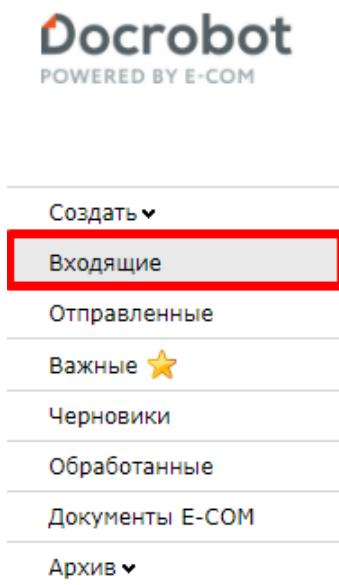 Docrobot
POWERED BY E-COM
Создать
Входящие
Отправленные
Важные
Черновики
Обработанные
Документы E-COM
Архив